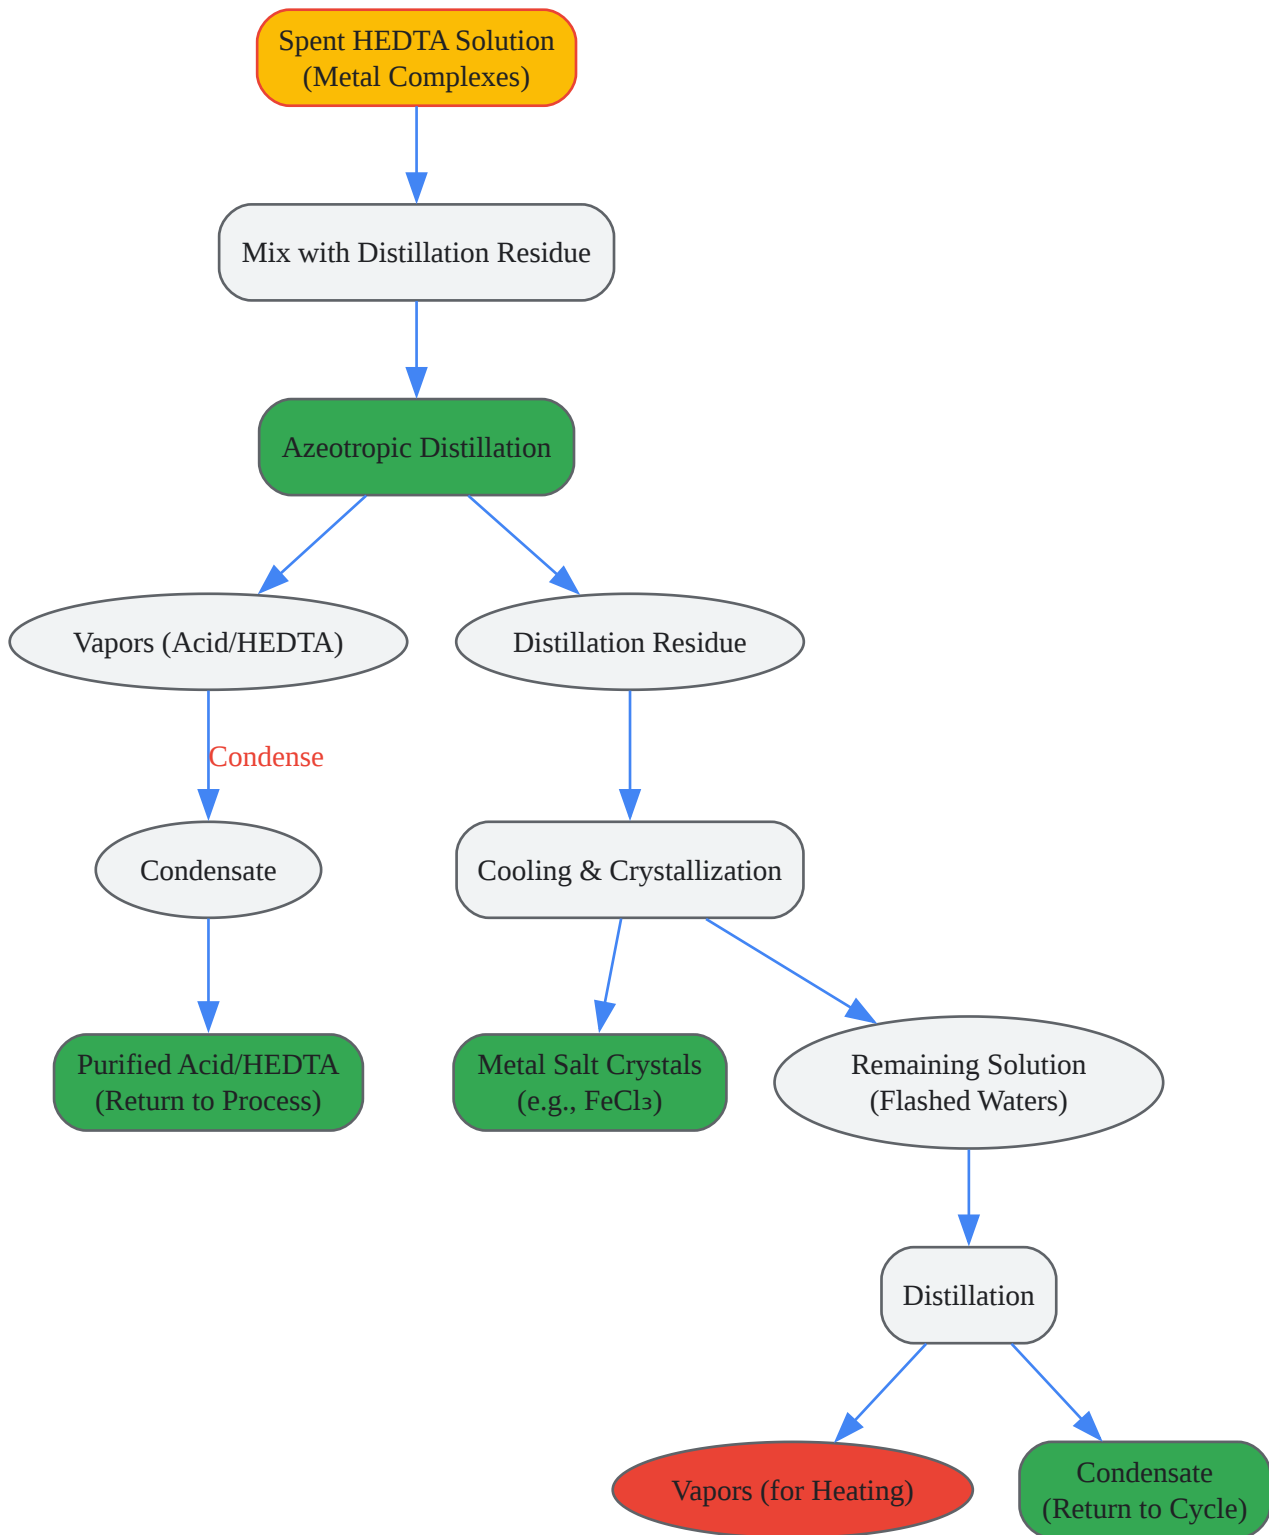 Spent HEDTA Solution
(Metal Complexes)
Mix with Distillation Residue
Azeotropic Distillation
Vapors (Acid/HEDTA)
Distillation Residue
Condense
Condensate
Cooling & Crystallization
Purified Acid/HEDTA
(Return to Process)
Metal Salt Crystals
(e.g., FeCl₃)
Remaining Solution
(Flashed Waters)
Distillation
Vapors (for Heating)
Condensate
(Return to Cycle)